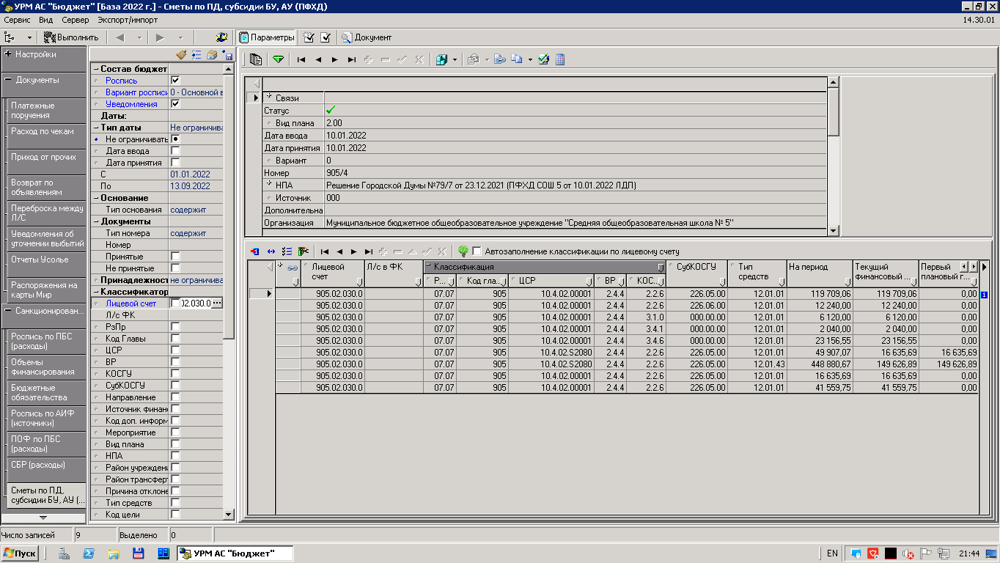 УРМ АС "Бюджет" [База 2022 г.] - Сметы по ПД, субсидии БУ, АУ (ПФХД)
Сервис Вид Сервер Экспорт/импорт 14.30.01
Выполнить Параметры Документ
Настройки
Документы
Платежные
поручения
Расход по чекам
Приход от прочих
Возврат по
объявлениям
Переброска между
Л/С
Уведомления об
уточнении выбытий
Отчеты Усолье
Распоряжения на
карты Мир
Санкционирован...
Роспись по ПБС
(расходы)
Объемы
финансирования
Бюджетные
обязательства
Роспись по АИФ
(источники)
ПОФ по ПБС
(расходы)
СБР (расходы)
Сметы по ПД,
субсидии БУ, АУ (...
Состав бюджет
Роспись
Вариант росписи 0 - Основной в
Уведомления
Даты:
Тип даты Не ограничива
Не ограничивать
Дата ввода
Дата принятия
С 01.01.2022
По 13.09.2022
Основание
Тип основания содержит
Документы
Тип номера содержит
Номер
Принятые
Не принятые
Принадлежност не ограничива
Классификатор
Лицевой счет 02.030.0 ...
Л/с ФК
РзПр
Код Главы
ЦСР
ВР
КОСГУ
СубКОСГУ
Направление
Источник финан
Код доп. информ
Мероприятие
Вид плана
НПА
Район учрежден
Район трансферт
Причина отклоне
Тип средств
Код цели
Связи
Статус
Вид плана 2.00
Дата ввода 10.01.2022
Дата принятия 10.01.2022
Вариант 0
Номер 905/4
НПА Решение Городской Думы №79/7 от 23.12.2021 (ПФХД СОШ 5 от 10.01.2022 ЛДП)
Источник 000
Дополнительна
Организация Муниципальное бюджетное общеобразовательное учреждение "Средняя общеобразовательная школа № 5"
Автозаполнение классификации по лицевому счету
Лицевой счет Л/с в ФК Классификация СубКОСГУ Тип средств На период Текущий финансовый ... Первый плановый г...
Р... Код гла... ЦСР ВР КОС...
905.02.030.0 07.07 905 10.4.02.00001 2.4.4 2.2.6 226.05.00 12.01.01 119 709,06 119 709,06 0,00
905.02.030.0 07.07 905 10.4.02.00001 2.4.4 2.2.6 226.06.00 12.01.01 12 240,00 12 240,00 0,00
905.02.030.0 07.07 905 10.4.02.00001 2.4.4 3.1.0 000.00.00 12.01.01 6 120,00 6 120,00 0,00
905.02.030.0 07.07 905 10.4.02.00001 2.4.4 3.4.1 000.00.00 12.01.01 2 040,00 2 040,00 0,00
905.02.030.0 07.07 905 10.4.02.00001 2.4.4 3.4.6 000.00.00 12.01.01 23 156,55 23 156,55 0,00
905.02.030.0 07.07 905 10.4.02.S2080 2.4.4 2.2.6 226.05.00 12.01.01 49 907,07 16 635,69 16 635,69
905.02.030.0 07.07 905 10.4.02.S2080 2.4.4 2.2.6 226.05.00 12.01.43 448 880,67 149 626,89 149 626,89
905.02.030.0 07.07 905 10.4.02.00001 2.4.4 2.2.6 226.05.00 12.01.01 16 635,69 16 635,69 0,00
905.02.030.0 07.07 905 10.4.02.00001 2.4.4 2.2.6 226.05.00 12.01.01 41 559,75 41 559,75 0,00
1
Число записей 9 Выделено 0
Пуск УРМ АС "Бюджет" EN 21:44